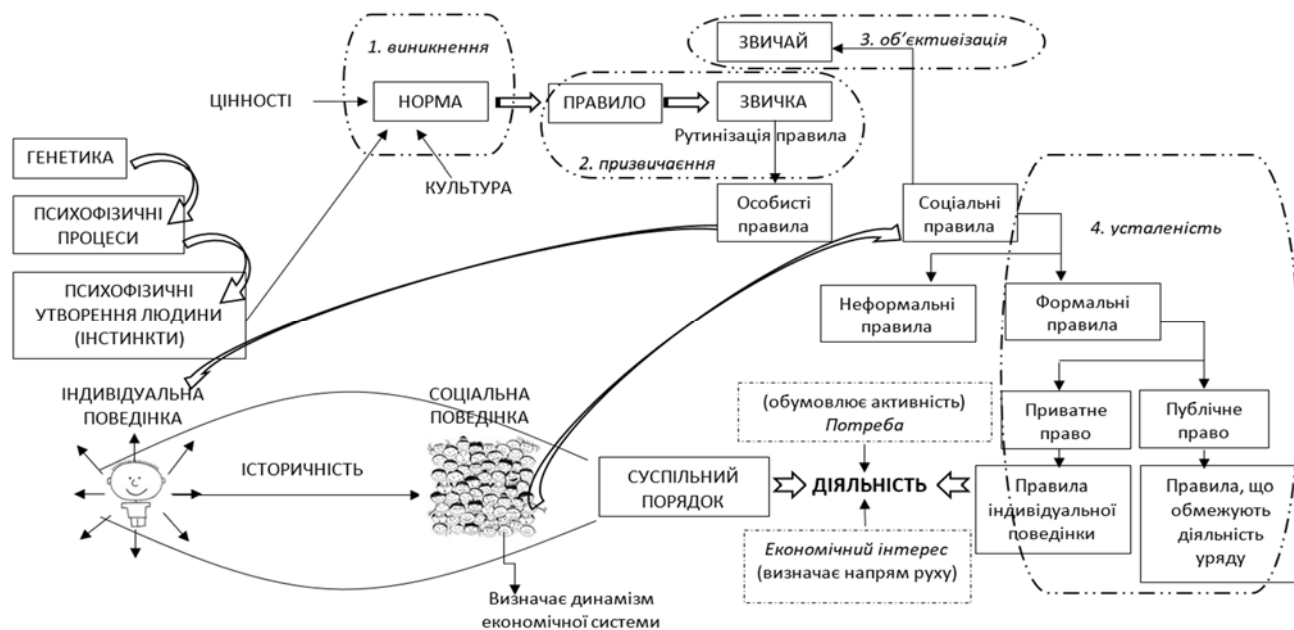 1. виникнення
ЗВИЧАЙ
3. об’єктивізація
ЦІННОСТІ
НОРМА
ПРАВИЛО
ЗВИЧКА
Рутинізація правила
2. призвичаєння
КУЛЬТУРА
ГЕНЕТИКА
ПСИХОФІЗИЧНІ
ПРОЦЕСИ
ПСИХОФІЗИЧНІ
УТВОРЕННЯ ЛЮДИНИ
(ІНСТИНКТИ)
Особисті
правила
Соціальні
правила
4. усталеність
Неформальні
правила
Формальні
правила
Приватне
право
Публічне
право
Правила
індивідуальної
поведінки
Правила, що
обмежують
діяльність
уряду
ІНДИВІДУАЛЬНА
ПОВЕДІНКА
СОЦІАЛЬНА
ПОВЕДІНКА
ІСТОРИЧНІСТЬ
СУСПІЛЬНИЙ
ПОРЯДОК
(обумовлює активність)
Потреба
ДІЯЛЬНІСТЬ
Економічний інтерес
(визначає напрям руху)
Визначає динамізм
економічної системи